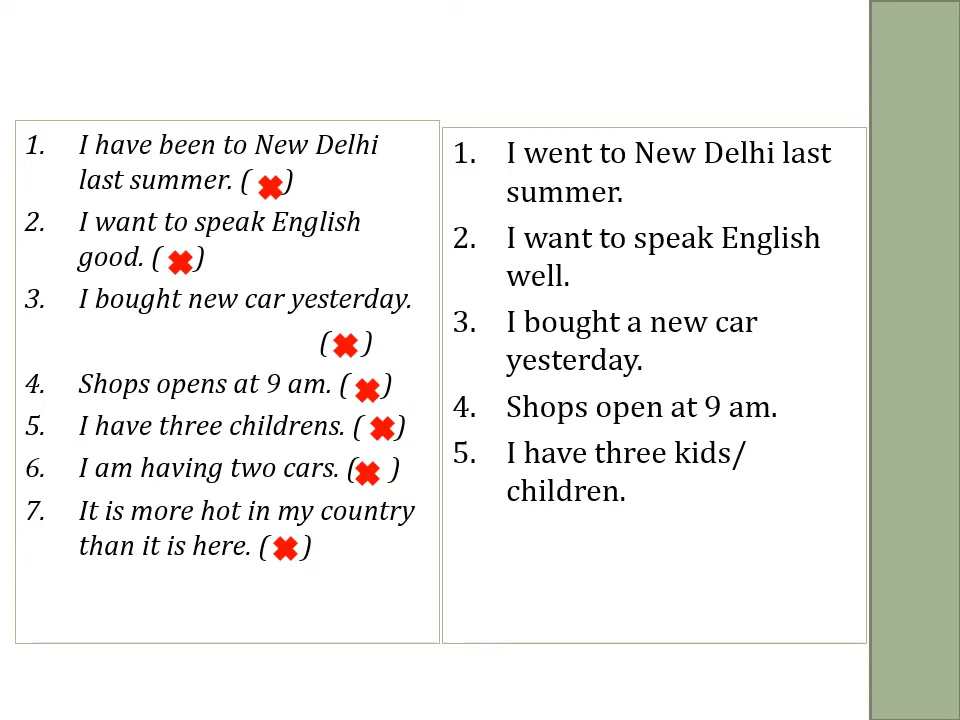 1. I have been to New Delhi
last summer. ( ✖ )
2. I want to speak English
good. ( ✖ )
3. I bought new car yesterday.
( ✖ )
4. Shops opens at 9 am. ( ✖ )
5. I have three childrens. ( ✖ )
6. I am having two cars. ( ✖ )
7. It is more hot in my country
than it is here. ( ✖ )
1. I went to New Delhi last
summer.
2. I want to speak English
well.
3. I bought a new car
yesterday.
4. Shops open at 9 am.
5. I have three kids/
children.